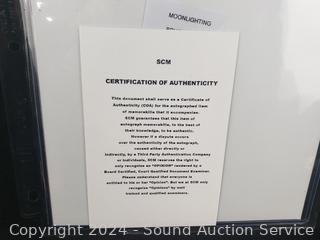 MOONLIGHTING
SCM
CERTIFICATION OF AUTHENTICITY
This document shall serve as a Certificate of
Authenticity (COA) for the autographed item
of memorabilia that it accompanies.
SCM guarantees that this item of
autograph memorabilia, to the best of
their knowledge, to be authentic.
However if a dispute occurs
over the authenticity of the autograph,
caused either directly or
indirectly, by a Third Party Authentication Company
or Individuals, SCM reserves the right to
only recognize an "OPINION" rendered by a
Board Certified, Court Qualified Document Examiner.
Please understand that everyone is
entitled to his or her "Opinion". But we at SCM only
recognize "Opinions" by well
trained and qualified examiners.
Copyright 2024 - Sound Auction Service